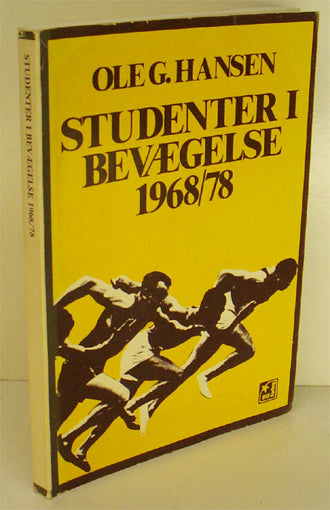 OLE G. HANSEN
STUDENTER I
BEVÆGELSE
1968/78
STUDENTER I BEVÆGELSE 1968/78